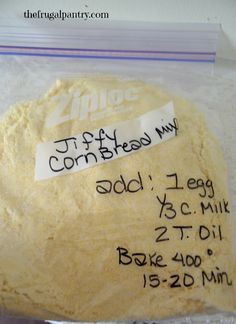 thefrugalpantry.com
Ziploc
Jiffy
Corn Bread Mix
add: 1 egg
1/3 C. Milk
2 T. Oil
Bake 400°
15-20 Min